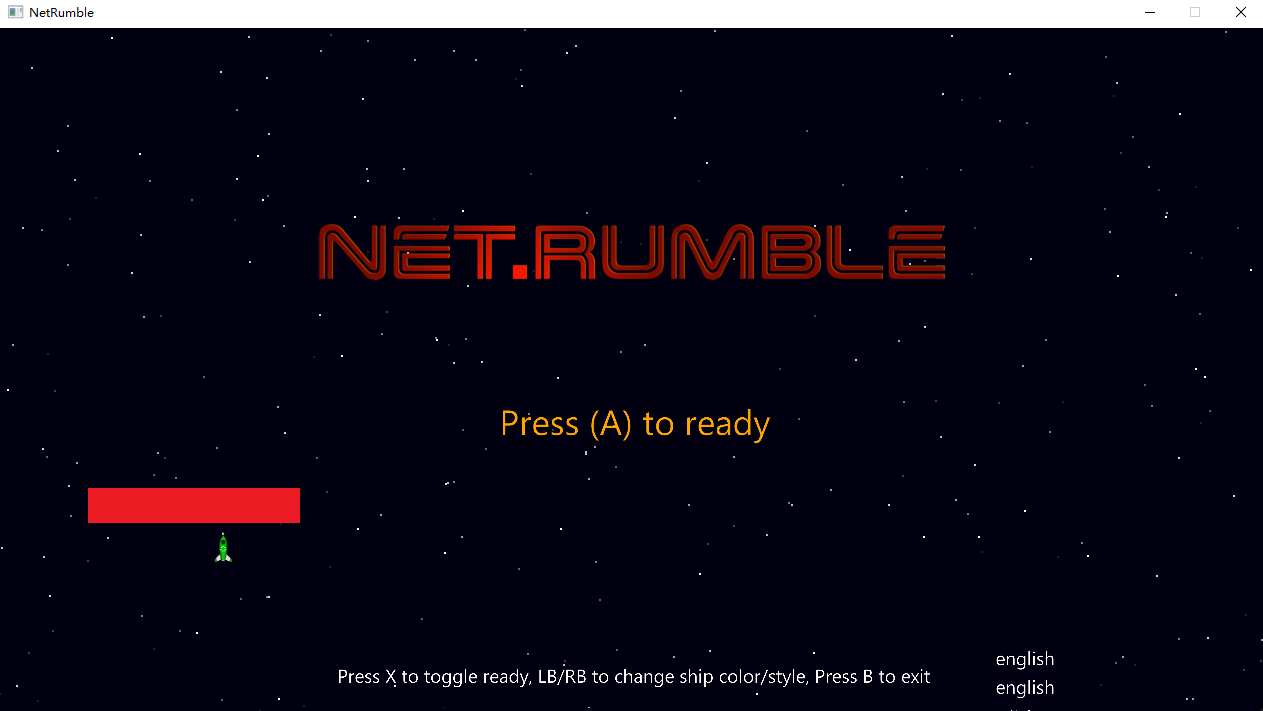 NetRumble
NET.RUMBLE
Press (A) to ready
Press X to toggle ready, LB/RB to change ship color/style, Press B to exit
english
english